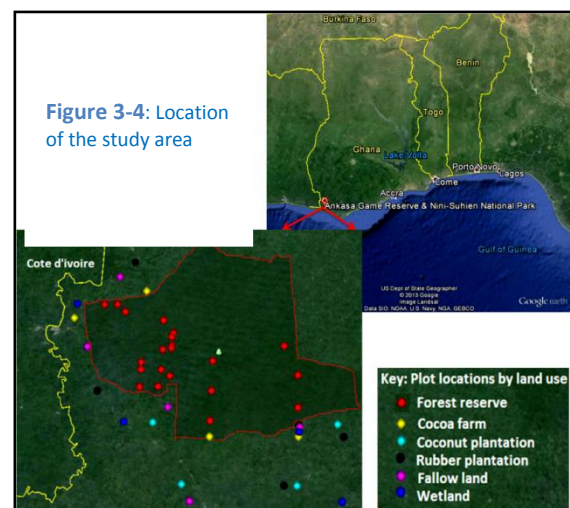 Figure 3-4: Location
of the study area
Burkina Faso
Benin
Togo
Ghana
Lake Volta
Porto Novo
Lagos
Lome
Accra
Ankasa Game Reserve & Nini-Suhien National Park
Gulf of Guinea
US Dept of State Geographer
© 2013 Google
Image Landsat
Data SIO, NOAA, U.S. Navy, NGA, GEBCO
Google earth
Cote d'ivoire
Key: Plot locations by land use
Forest reserve
Cocoa farm
Coconut plantation
Rubber plantation
Fallow land
Wetland